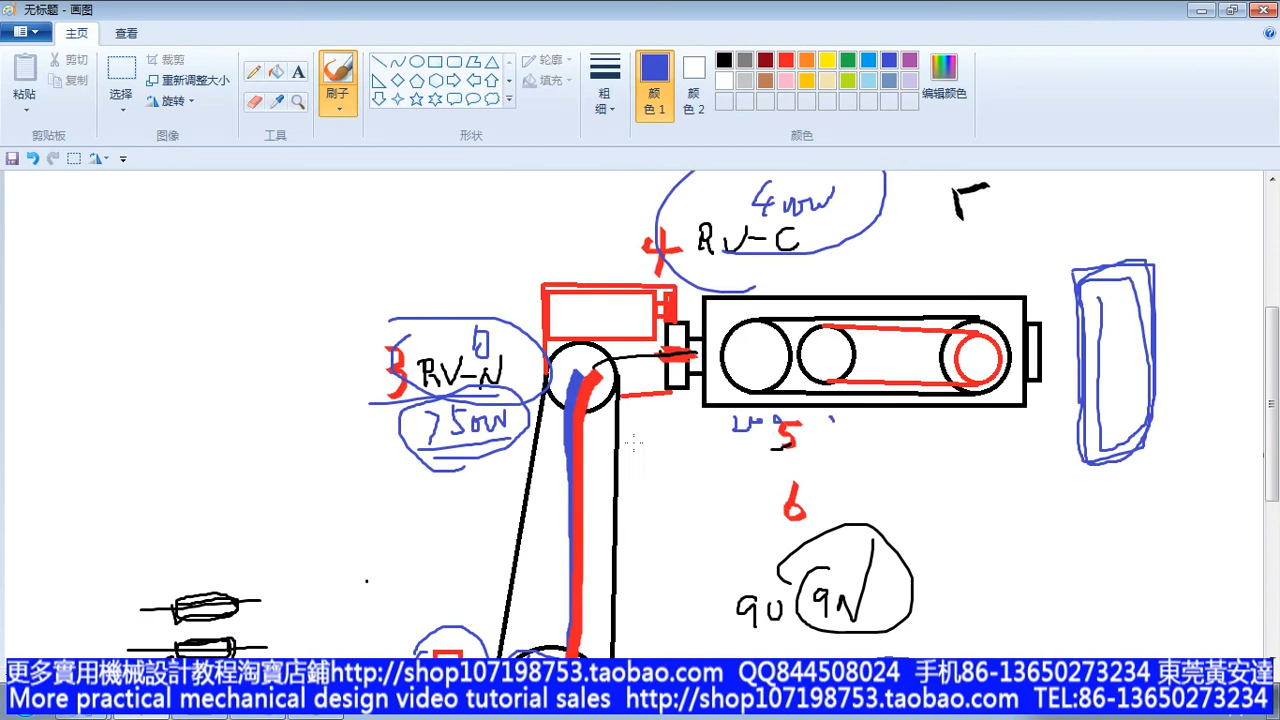 无标题 - 画图
主页 查看
粘贴
剪切
复制
剪贴板
选择
重新调整大小
旋转
图像
A
工具
刷子
轮廓
填充
形状
粗细
颜色 1
颜色 2
编辑颜色
颜色
400W
4 RV-C
3 RV-N
750W
5
6
90 9N
更多實用機械設計教程淘寶店鋪http://shop107198753.taobao.com QQ844508024 手机86-13650273234 東莞黃安達
More practical mechanical design video tutorial sales http://shop107198753.taobao.com TEL:86-13650273234